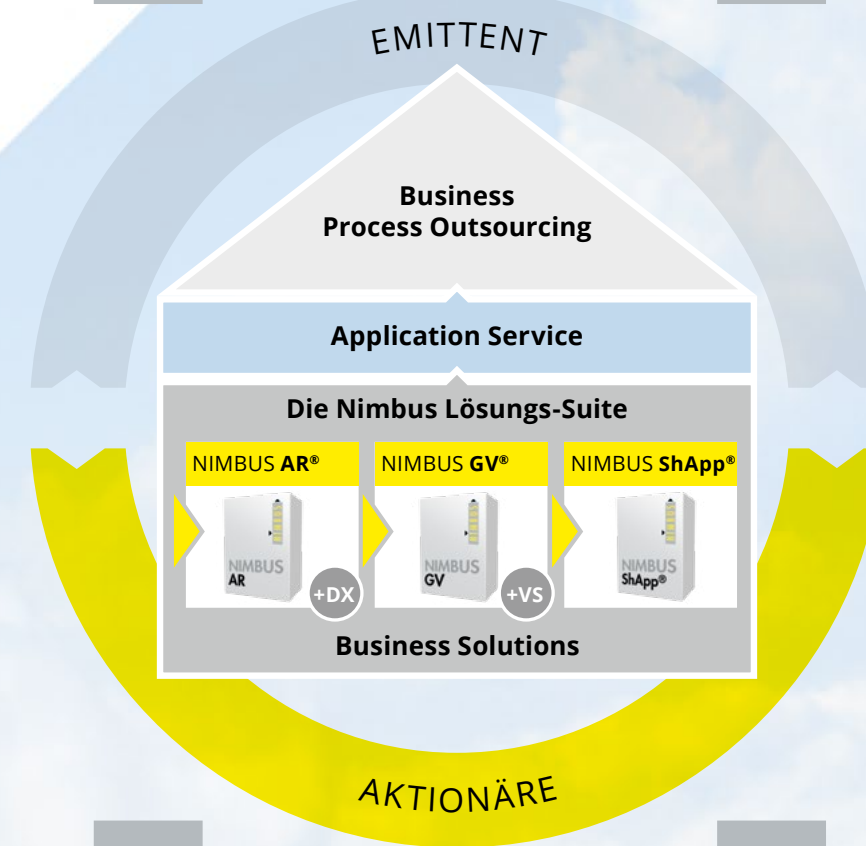 EMITTENT
Business
Process Outsourcing
Application Service
Die Nimbus Lösungs-Suite
NIMBUS AR®
NIMBUS GV®
NIMBUS ShApp®
NIMBUS
AR
+DX
NIMBUS
GV
+VS
NIMBUS
ShApp®
Business Solutions
AKTIONÄRE